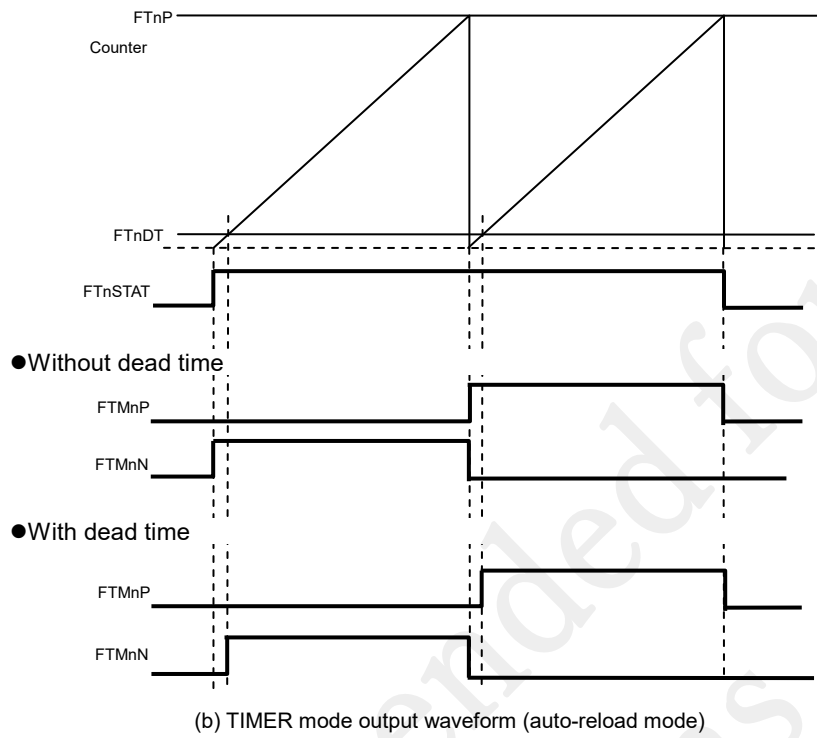 FTnP
Counter
FTnDT
FTnSTAT
●Without dead time
FTMnP
FTMnN
●With dead time
FTMnP
FTMnN
(b) TIMER mode output waveform (auto-reload mode)